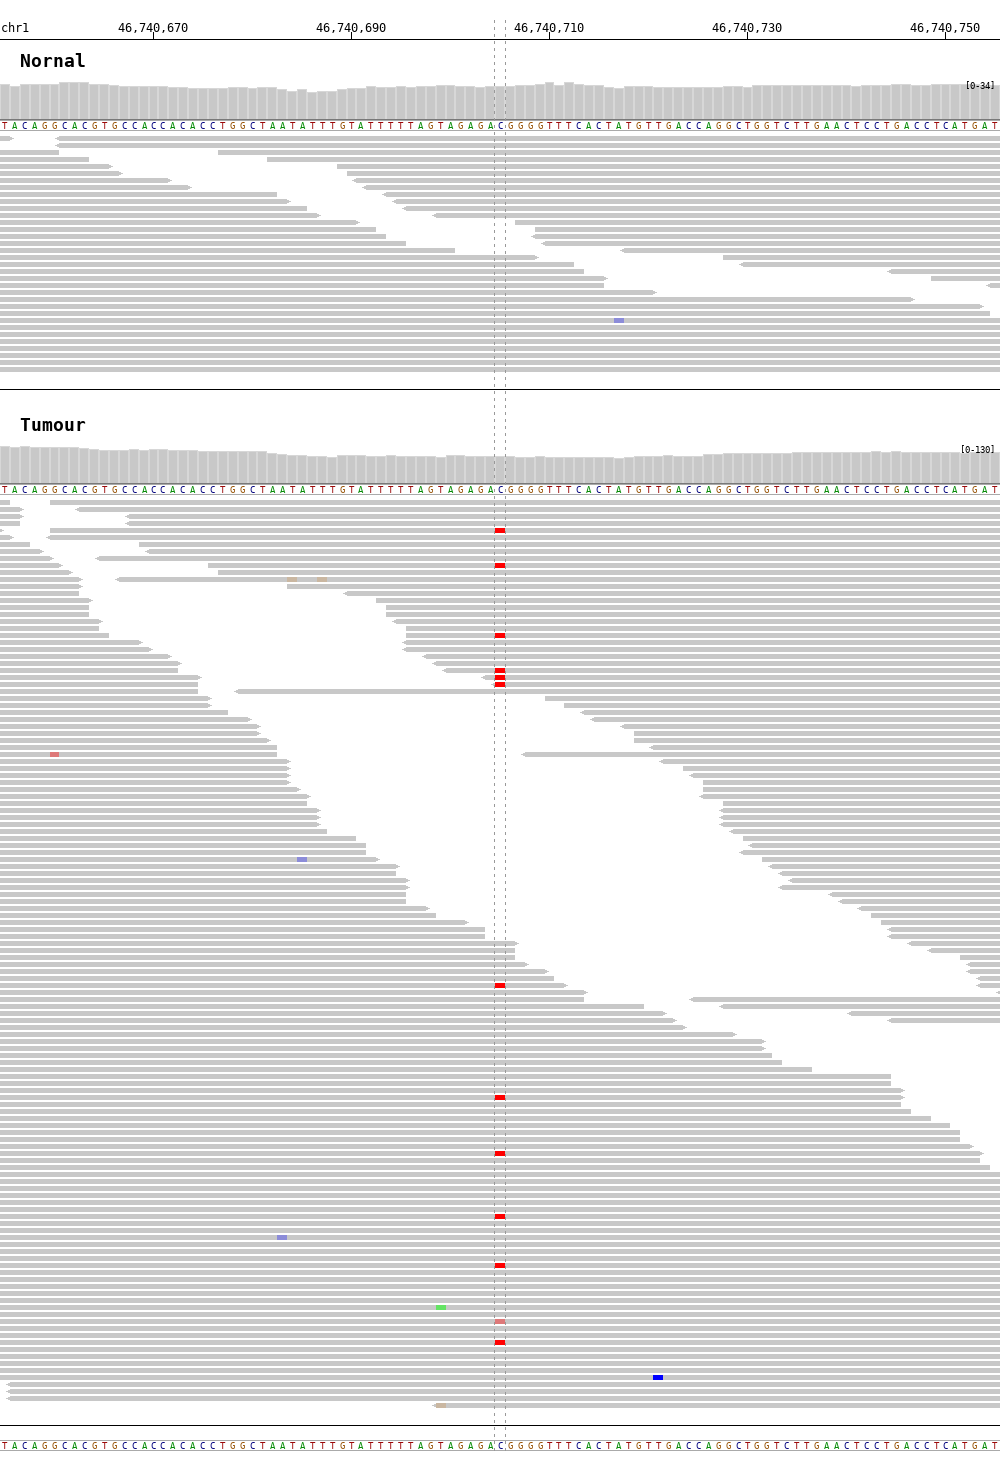 chr1 46,740,670 46,740,690 46,740,710 46,740,730 46,740,750
Nornal
[0-34]
TACAGGCACGTGCCACCACACCTGGCTAATATTTGTATTTTTAGTAGAGACGGGGTTTCACTATGTTGACCAGGCTGGTCTTGAACTCCTGACCTCATGAT
Tumour
[0-130]
TACAGGCACGTGCCACCACACCTGGCTAATATTTGTATTTTTAGTAGAGACGGGGTTTCACTATGTTGACCAGGCTGGTCTTGAACTCCTGACCTCATGAT
TACAGGCACGTGCCACCACACCTGGCTAATATTTGTATTTTTAGTAGAGACGGGGTTTCACTATGTTGACCAGGCTGGTCTTGAACTCCTGACCTCATGAT